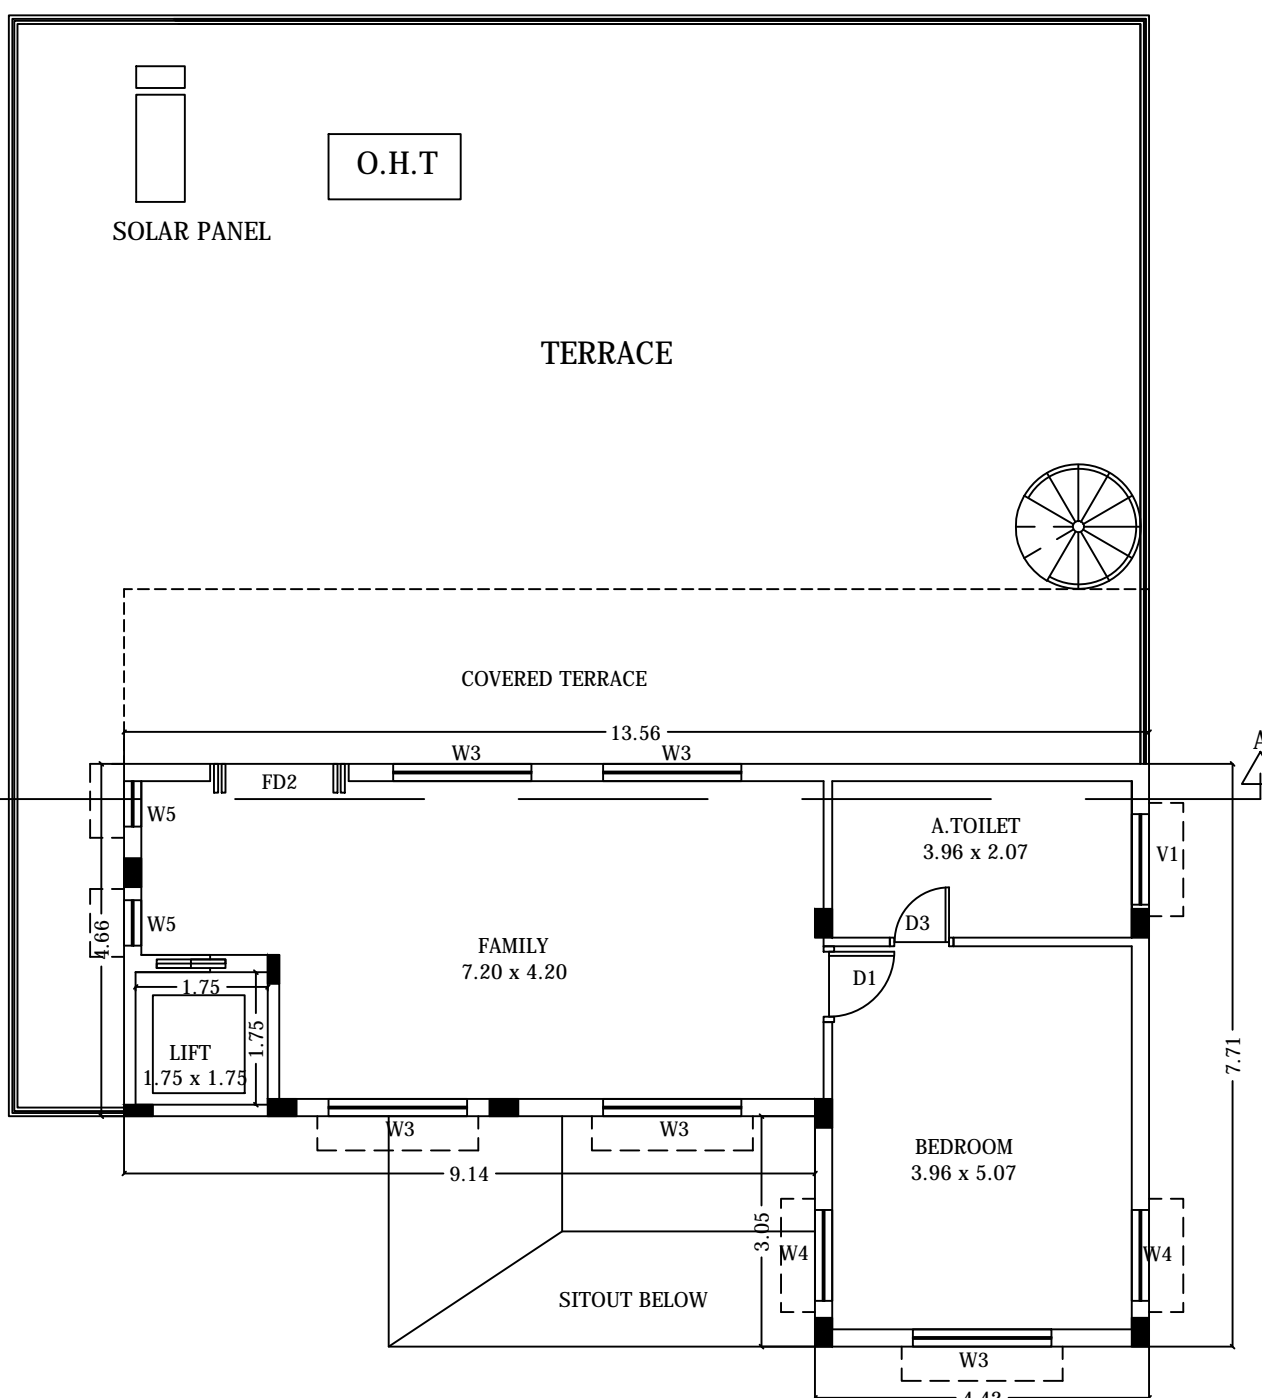 O.H.T
SOLAR PANEL
TERRACE
COVERED TERRACE
13.56
W3
W3
A
FD2
W5
A.TOILET
3.96 x 2.07
V1
W5
D3
4.66
FAMILY
7.20 x 4.20
D1
1.75
1.75
LIFT
1.75 x 1.75
7.71
W3
W3
BEDROOM
3.96 x 5.07
9.14
3.05
W4
W4
SITOUT BELOW
W3